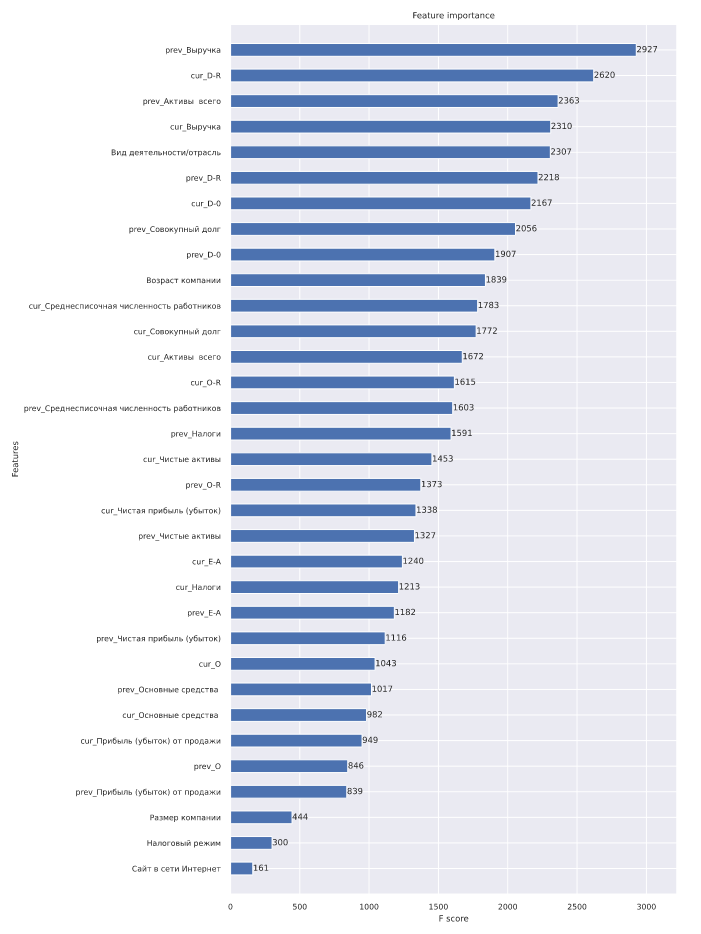 Feature importance
prev_Выручка 2927
cur_D-R 2620
prev_Активы  всего 2363
cur_Выручка 2310
Вид деятельности/отрасль 2307
prev_D-R 2218
cur_D-0 2167
prev_Совокупный долг 2056
prev_D-0 1907
Возраст компании 1839
cur_Среднесписочная численность работников 1783
cur_Совокупный долг 1772
cur_Активы  всего 1672
cur_O-R 1615
prev_Среднесписочная численность работников 1603
prev_Налоги 1591
cur_Чистые активы 1453
prev_O-R 1373
cur_Чистая прибыль (убыток) 1338
prev_Чистые активы 1327
cur_E-A 1240
cur_Налоги 1213
prev_E-A 1182
prev_Чистая прибыль (убыток) 1116
cur_O 1043
prev_Основные средства 1017
cur_Основные средства 982
cur_Прибыль (убыток) от продажи 949
prev_O 846
prev_Прибыль (убыток) от продажи 839
Размер компании 444
Налоговый режим 300
Сайт в сети Интернет 161
0 500 1000 1500 2000 2500 3000
F score
Features